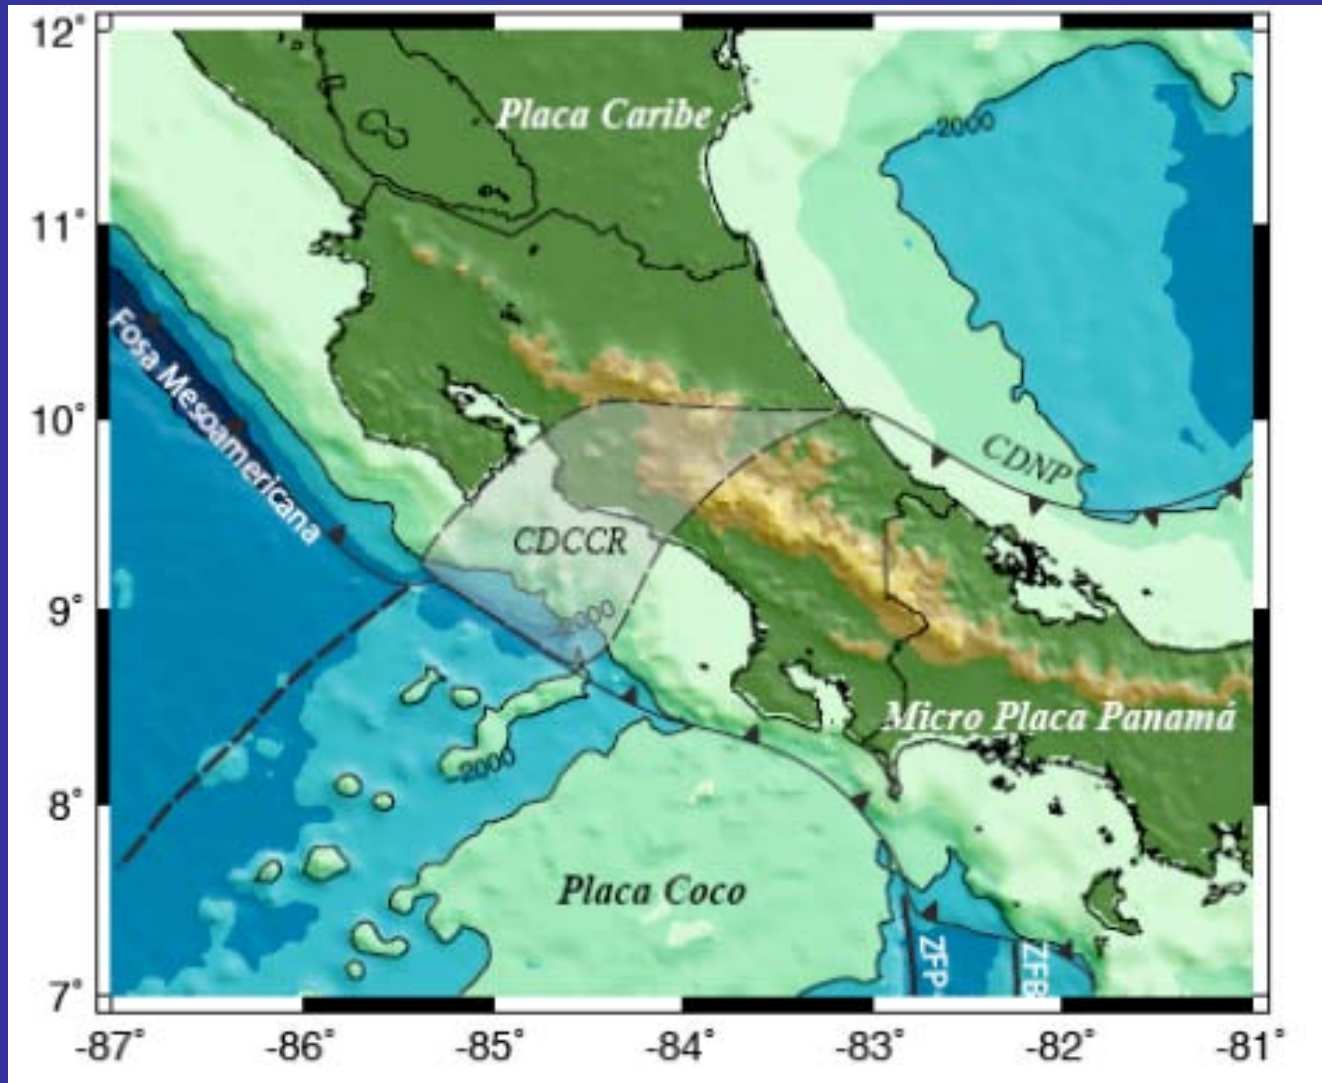 12°
Placa Caribe
2000
11°
Fosa Mesoamericana
10°
CDNP
CDCCR
2000
9°
Micro Placa Panamá
2000
8°
Placa Coco
ZFP
ZFB
7°
-87° -86° -85° -84° -83° -82° -81°